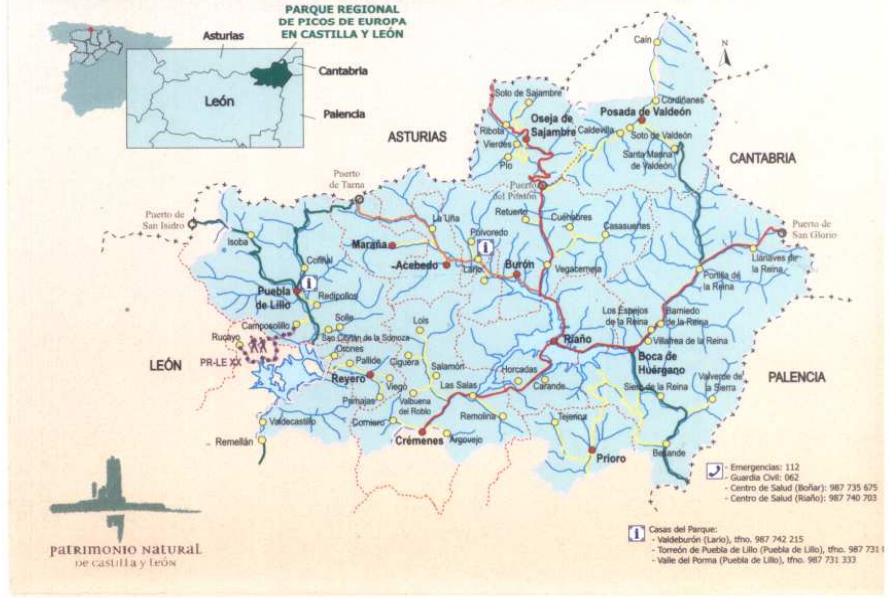 PARQUE REGIONAL
DE PICOS DE EUROPA
EN CASTILLA Y LEÓN
Asturias
Cantabria
León
Palencia
ASTURIAS
CANTABRIA
LEÓN
PALENCIA
N
Caín
Cordiñanes
Soto de Sajambre
Oseja de
Sajambre
Posada de Valdeón
Ribota
Caldevilla
Soto de Valdeón
Vierdes
Pío
Santa Marina
de Valdeón
Puerto
de Tarna
Puerto
del Pontón
Puerto de
San Isidro
Puerto de
San Glorio
Retuerto
Cuénabres
Casasuertes
La Uña
Polvoredo
Isoba
Maraña
Acebedo
Lario
Burón
Vegacerneja
Llánaves de
la Reina
Cofiñal
Portilla de
la Reina
Puebla
de Lillo
Redipollos
Camposolillo
Solle
San Cibrián de la Somoza
Lois
Los Espejos
de la Reina
Barniedo
de la Reina
Villafrea de la Reina
Rucayo
PR-LE XX
Riaño
Boca de
Huérgano
Orones
Pallide
Ciguera
Salamón
Reyero
Viego
Horcadas
Carande
Las Salas
Siero de la Reina
Valverde de
la Sierra
Primajas
Valbuena
del Roblo
Remolina
Tejerina
Valdecastillo
Corniero
Remellán
Crémenes
Argovejo
Besande
Prioro
- Emergencias: 112
- Guardia Civil: 062
- Centro de Salud (Boñar): 987 735 675
- Centro de Salud (Riaño): 987 740 703
i Casas del Parque:
- Valdeburón (Lario), tfno. 987 742 215
- Torreón de Puebla de Lillo (Puebla de Lillo), tfno. 987 731
- Valle del Porma (Puebla de Lillo), tfno. 987 731 333
PATRIMONIO NATURAL
DE CASTILLA Y LEÓN